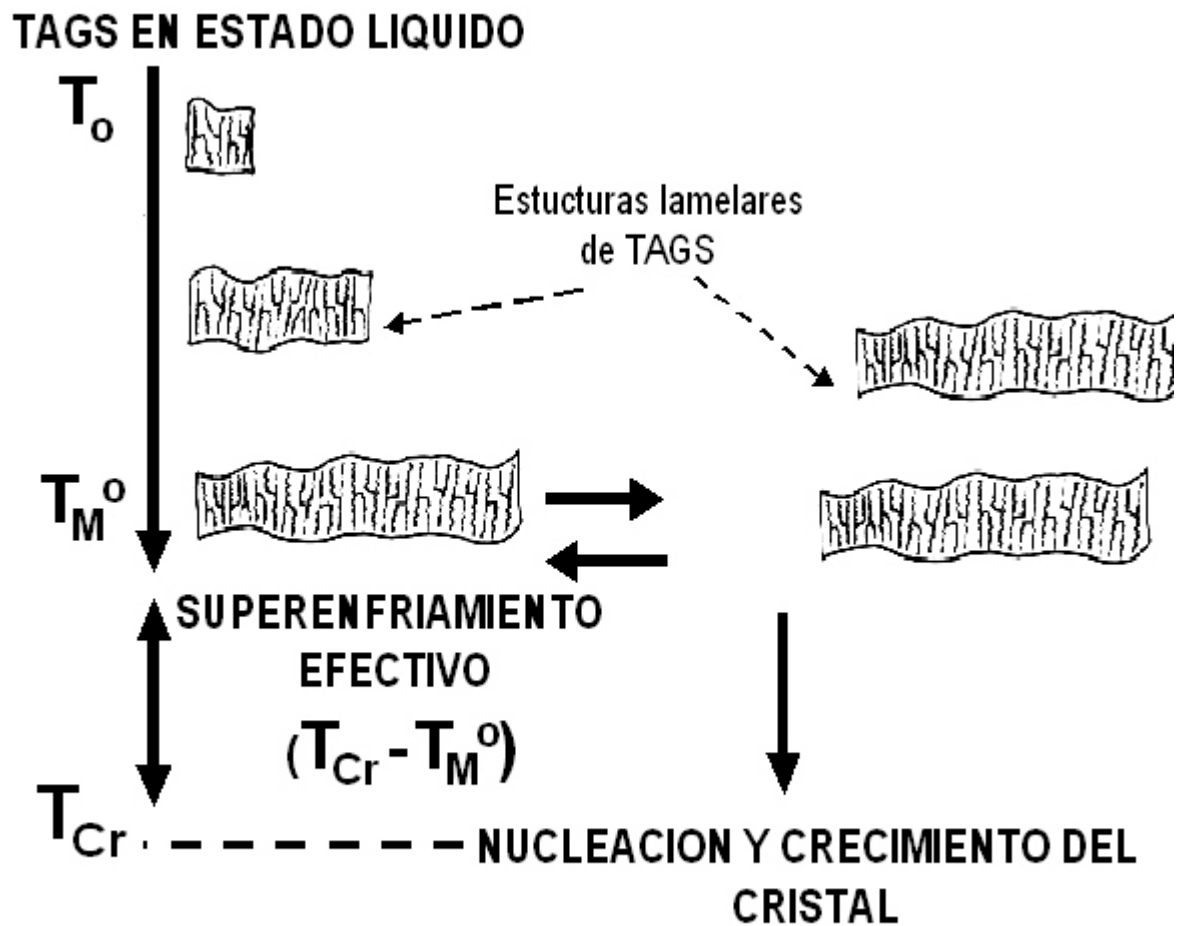 TAGS EN ESTADO LIQUIDO
To
Estucturas lamelares
de TAGS
TMo
SUPERENFRIAMIENTO
EFECTIVO
(TCr - TMo)
TCr
NUCLEACION Y CRECIMIENTO DEL
CRISTAL